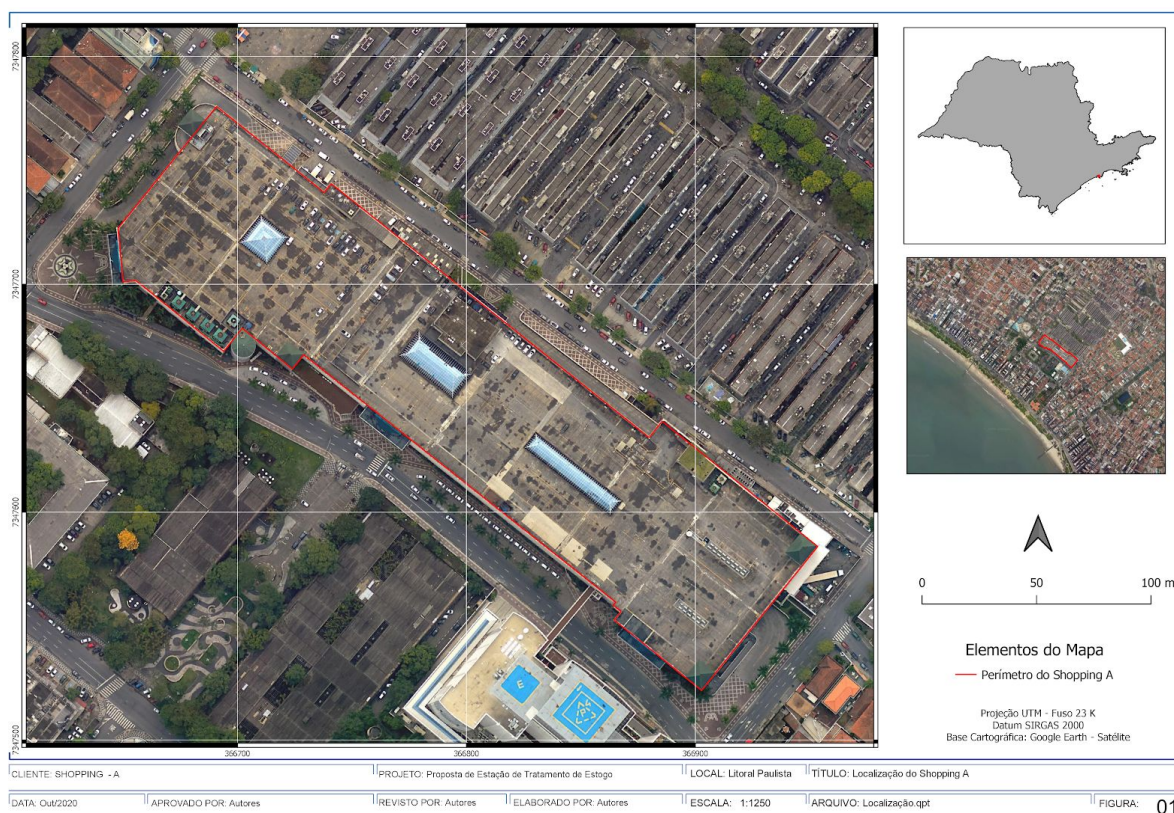 7347800
7347700
7347600
7347500
366700
366800
366900
0 50 100 m
Elementos do Mapa
Perímetro do Shopping A
Projeção UTM - Fuso 23 K
Datum SIRGAS 2000
Base Cartográfica: Google Earth - Satélite
CLIENTE: SHOPPING - A
PROJETO: Proposta de Estação de Tratamento de Estogo
LOCAL: Litoral Paulista
TÍTULO: Localização do Shopping A
DATA: Out/2020
APROVADO POR: Autores
REVISTO POR: Autores
ELABORADO POR: Autores
ESCALA: 1:1250
ARQUIVO: Localização.qpt
FIGURA: 01